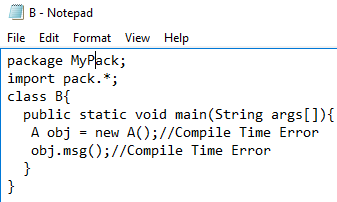 B - Notepad
File Edit Format View Help
package MyPack;
import pack.*;
class B{
  public static void main(String args[]){
   A obj = new A();//Compile Time Error
   obj.msg();//Compile Time Error
  }
}